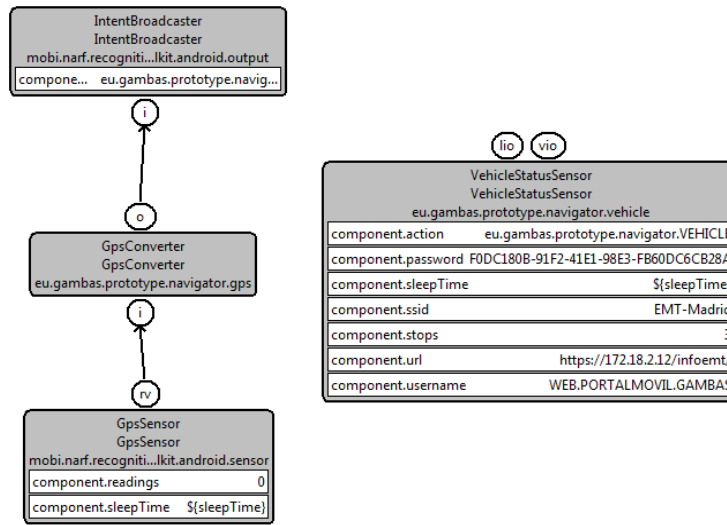 IntentBroadcaster
IntentBroadcaster
mobi.narf.recogniti...lkit.android.output
compone... eu.gambas.prototype.navig...
i
o
GpsConverter
GpsConverter
eu.gambas.prototype.navigator.gps
i
rv
GpsSensor
GpsSensor
mobi.narf.recogniti...lkit.android.sensor
component.readings 0
component.sleepTime ${sleepTime}
lio vio
VehicleStatusSensor
VehicleStatusSensor
eu.gambas.prototype.navigator.vehicle
component.action eu.gambas.prototype.navigator.VEHICLE
component.password F0DC180B-91F2-41E1-98E3-FB60DC6CB28A
component.sleepTime ${sleepTime
component.ssid EMT-Madrid
component.stops 3
component.url https://172.18.2.12/infoemt/
component.username WEB.PORTALMOVIL.GAMBAS